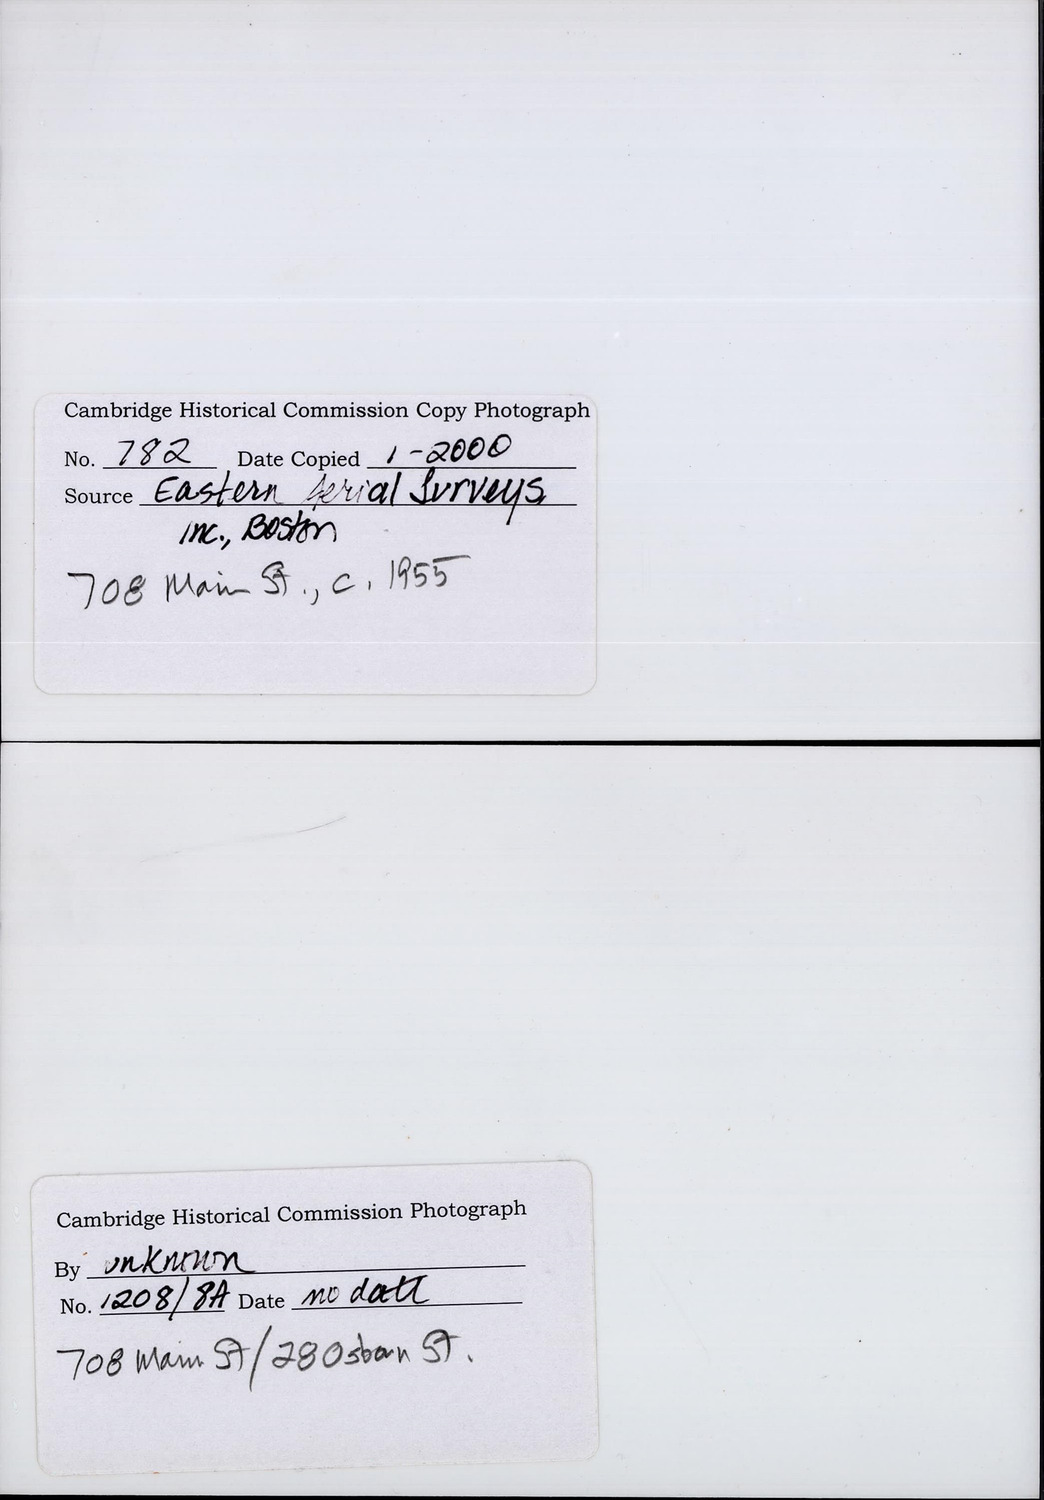 Cambridge Historical Commission Copy Photograph
No. 782 Date Copied 1-2000
Source Eastern Aerial Surveys
Inc., Boston
708 Main St., c. 1955
Cambridge Historical Commission Photograph
By unknown
No. 1208/8A Date no date
708 Main St/28 Osborn St.